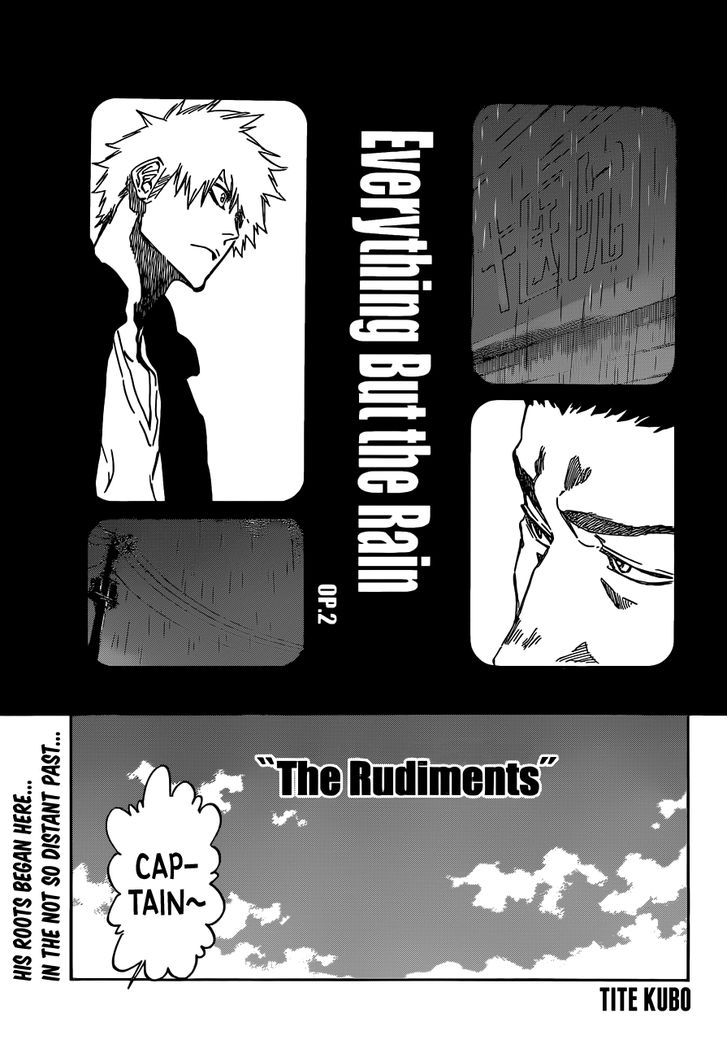 Everything But the Rain
OP.2
"The Rudiments"
CAP-
TAIN~
HIS ROOTS BEGAN HERE...
IN THE NOT SO DISTANT PAST...
TITE KUBO